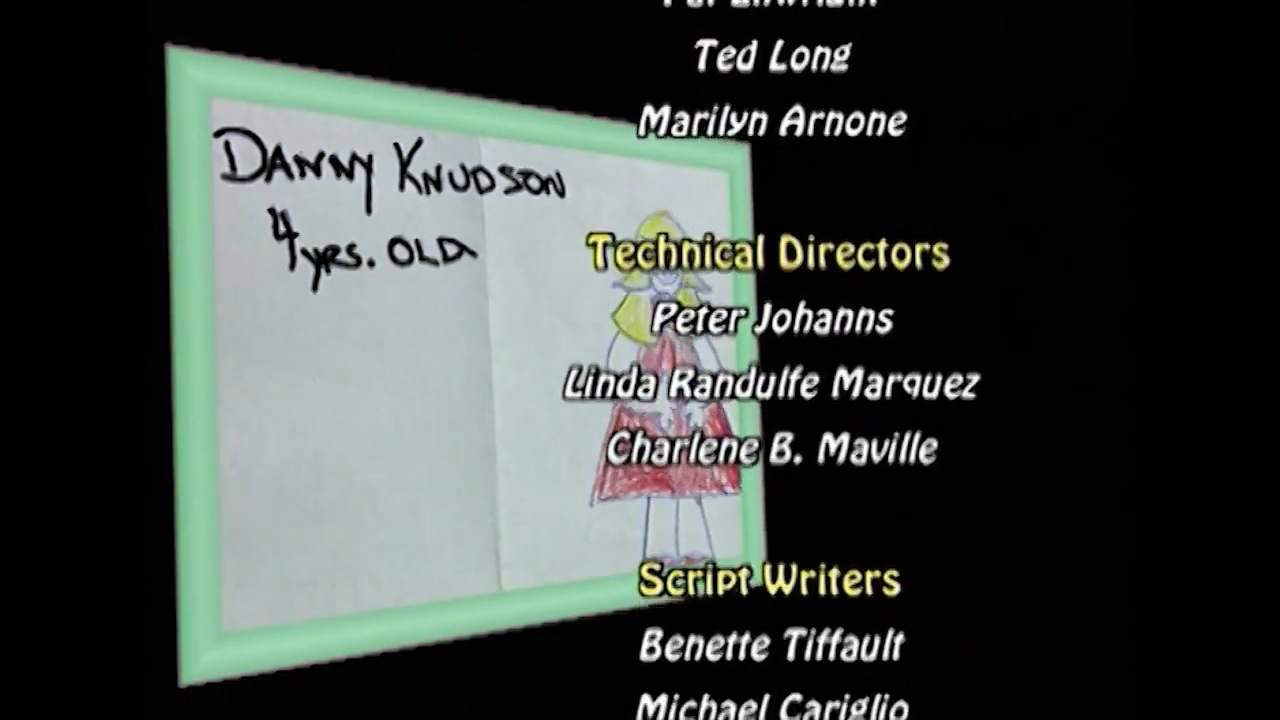 Ted Long
Marilyn Arnone
DANNY KNUDSON
4 yrs. OLD
Technical Directors
Peter Johanns
Linda Randulfe Marquez
Charlene B. Maville
Script Writers
Benette Tiffault
Michael Cariglio